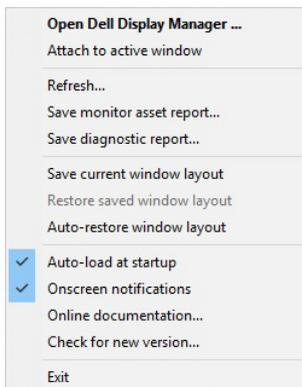 Open Dell Display Manager ...
Attach to active window
Refresh...
Save monitor asset report...
Save diagnostic report...
Save current window layout
Restore saved window layout
Auto-restore window layout
Auto-load at startup
Onscreen notifications
Online documentation...
Check for new version...
Exit